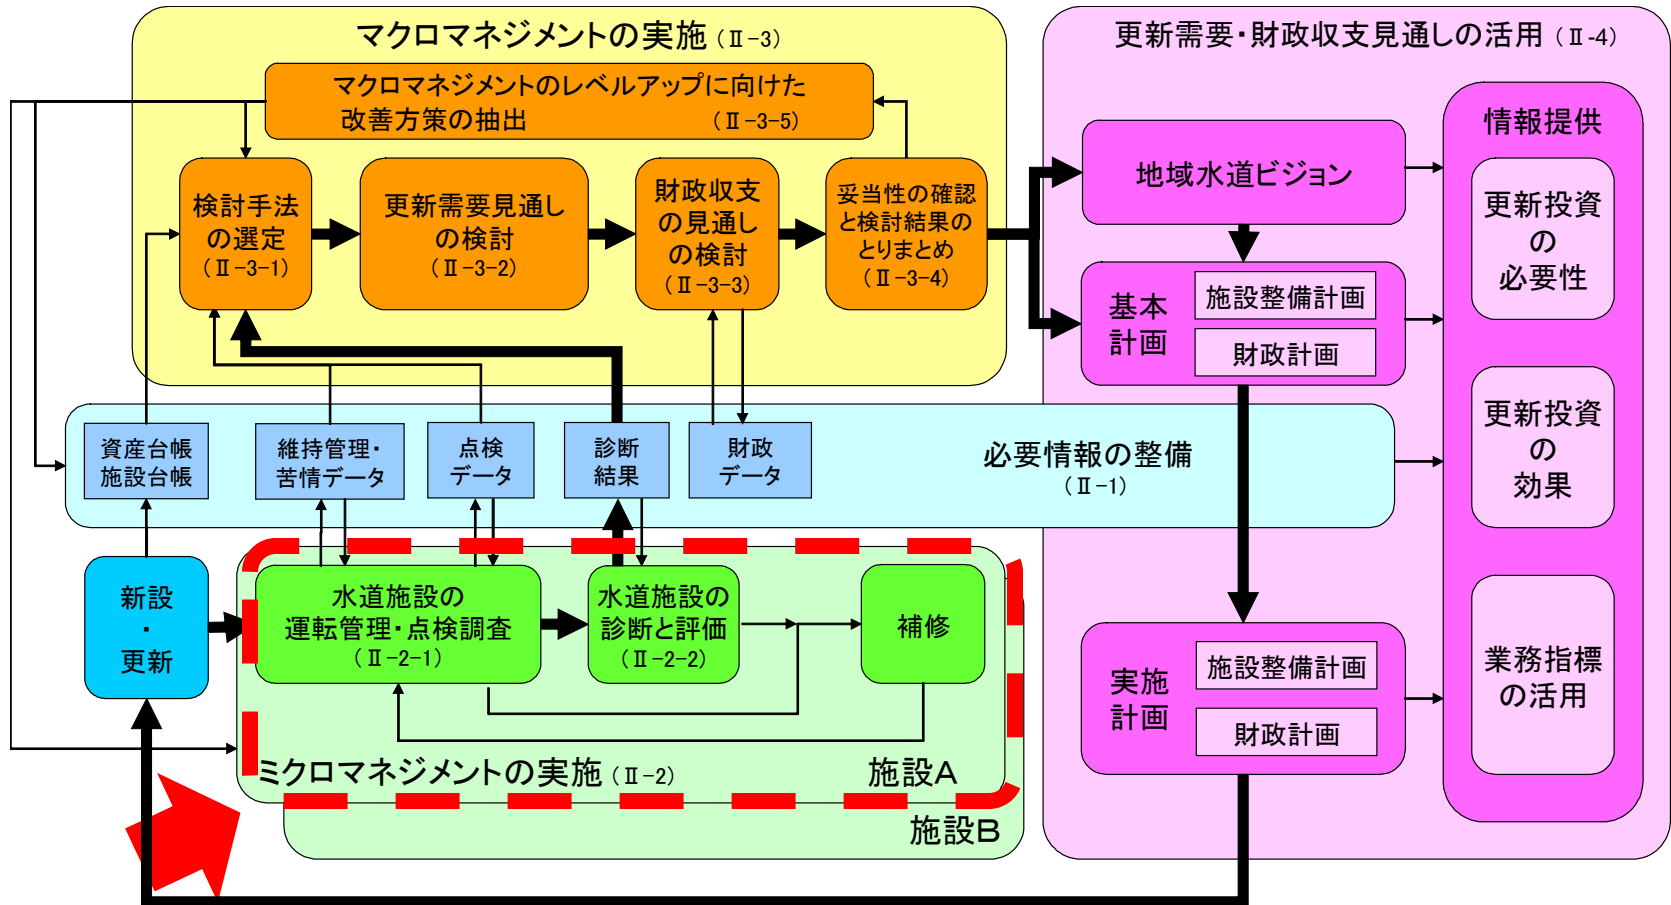 マクロマネジメントの実施(Ⅱ-3)
マクロマネジメントのレベルアップに向けた
改善方策の抽出 (Ⅱ-3-5)
検討手法
の選定
(Ⅱ-3-1)
更新需要見通し
の検討
(Ⅱ-3-2)
財政収支
の見通し
の検討
(Ⅱ-3-3)
妥当性の確認
と検討結果の
とりまとめ
(Ⅱ-3-4)
更新需要・財政収支見通しの活用(Ⅱ-4)
地域水道ビジョン
基本
計画
施設整備計画
財政計画
実施
計画
施設整備計画
財政計画
情報提供
更新投資
の
必要性
更新投資
の
効果
業務指標
の活用
資産台帳
施設台帳
維持管理・
苦情データ
点検
データ
診断
結果
財政
データ
必要情報の整備
(Ⅱ-1)
新設
・
更新
水道施設の
運転管理・点検調査
(Ⅱ-2-1)
水道施設の
診断と評価
(Ⅱ-2-2)
補修
ミクロマネジメントの実施(Ⅱ-2)
施設A
施設B